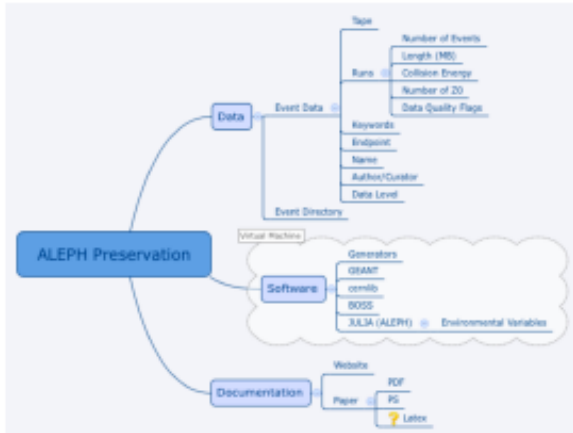 ALEPH Preservation
Data
Event Data
Tape
Runs
Number of Events
Length (MB)
Collision Energy
Number of Z0
Data Quality Flags
Keywords
Endpoint
Name
Author/Curator
Data Level
Event Directory
Virtual Machine
Software
Generators
GEANT
cernlib
BOSS
JULIA (ALEPH)
Environmental Variables
Documentation
Website
Paper
PDF
PS
? Latex